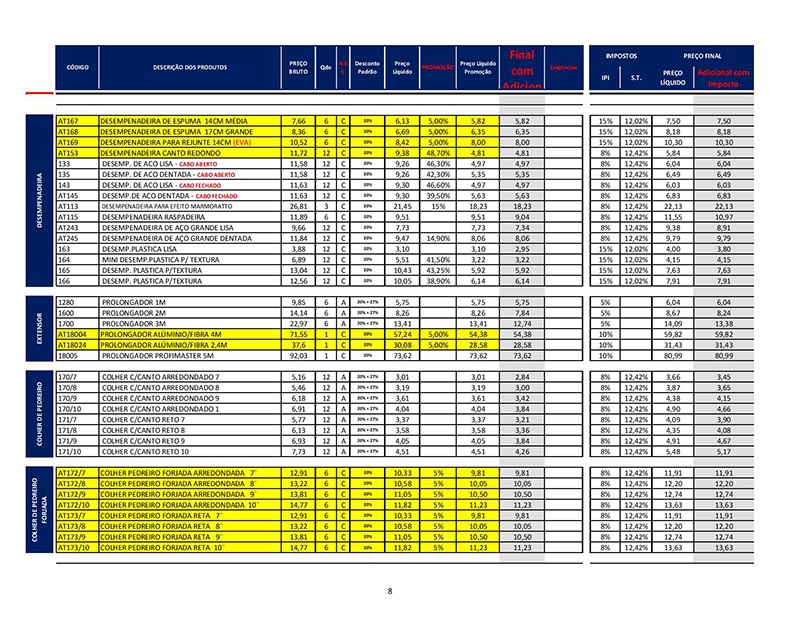 CÓDIGO DESCRIÇÃO DOS PRODUTOS PREÇO BRUTO Qde Desconto Padrão Preço Líquido PROMOÇÃO Preço Líquido Promoção Final com Adicion IMPOSTOS IPI S.T. PREÇO FINAL PREÇO LÍQUIDO Adicional com Imposto
DESEMPENADEIRA
AT167 DESEMPENADEIRA DE ESPUMA 14CM MÉDIA 7,66 6 C 20% 6,13 5,00% 5,82 5,82 15% 12,02% 7,50 7,50
AT168 DESEMPENADEIRA DE ESPUMA 17CM GRANDE 8,36 6 C 20% 6,69 5,00% 6,35 6,35 15% 12,02% 8,18 8,18
AT169 DESEMPENADEIRA PARA REJUNTE 14CM (EVA) 10,52 6 C 20% 8,42 5,00% 8,00 8,00 15% 12,02% 10,30 10,30
AT153 DESEMPENADEIRA CANTO REDONDO 11,72 12 C 20% 9,38 48,70% 4,81 4,81 8% 12,42% 5,84 5,84
133 DESEMP. DE ACO LISA - CABO ABERTO 11,58 12 C 20% 9,26 46,30% 4,97 4,97 8% 12,42% 6,04 6,04
135 DESEMP. DE ACO DENTADA - CABO ABERTO 11,58 12 C 20% 9,26 42,30% 5,35 5,35 8% 12,42% 6,49 6,49
143 DESEMP. DE ACO LISA - CABO FECHADO 11,63 12 C 20% 9,30 46,60% 4,97 4,97 8% 12,42% 6,03 6,03
AT145 DESEMP.DE ACO DENTADA - CABO FECHADO 11,63 12 C 20% 9,30 39,50% 5,63 5,63 8% 12,42% 6,83 6,83
AT113 DESEMPENADEIRA PARA EFEITO MARMORATTO 26,81 3 C 20% 21,45 15% 18,23 18,23 8% 12,42% 22,13 22,13
AT115 DESEMPENADEIRA RASPADEIRA 11,89 6 C 20% 9,51 9,51 9,04 8% 12,42% 11,55 10,97
AT243 DESEMPENADEIRA DE AÇO GRANDE LISA 9,66 12 C 20% 7,73 7,73 7,34 8% 12,42% 9,38 8,91
AT245 DESEMPENADEIRA DE AÇO GRANDE DENTADA 11,84 12 C 20% 9,47 14,90% 8,06 8,06 8% 12,42% 9,79 9,79
163 DESEMP.PLASTICA LISA 3,88 12 C 20% 3,10 3,10 2,95 15% 12,02% 4,00 3,80
164 MINI DESEMP.PLASTICA P/ TEXTURA 6,89 12 C 20% 5,51 41,50% 3,22 3,22 15% 12,02% 4,15 4,15
165 DESEMP. PLASTICA P/TEXTURA 13,04 12 C 20% 10,43 43,25% 5,92 5,92 15% 12,02% 7,63 7,63
166 DESEMP. PLASTICA P/TEXTURA 12,56 12 C 20% 10,05 38,90% 6,14 6,14 15% 12,02% 7,91 7,91
EXTENSOR
1280 PROLONGADOR 1M 9,85 6 A 20% + 27% 5,75 5,75 5,75 5% 6,04 6,04
1600 PROLONGADOR 2M 14,14 6 A 20% + 27% 8,26 8,26 7,84 5% 8,67 8,24
1700 PROLONGADOR 3M 22,97 6 A 20% + 27% 13,41 13,41 12,74 5% 14,09 13,38
AT18004 PROLONGADOR ALÚMINIO/FIBRA 4M 71,55 1 C 20% 57,24 5,00% 54,38 54,38 10% 59,82 59,82
AT18024 PROLONGADOR ALÚMINIO/FIBRA 2,4M 37,6 1 C 20% 30,08 5,00% 28,58 28,58 10% 31,43 31,43
18005 PROLONGADOR PROFIMASTER 5M 92,03 1 C 20% 73,62 73,62 73,62 10% 80,99 80,99
COLHER DE PEDREIRO
170/7 COLHER C/CANTO ARREDONDADO 7 5,16 12 A 20% + 27% 3,01 3,01 2,84 8% 12,42% 3,66 3,45
170/8 COLHER C/CANTO ARREDONDADO 8 5,46 12 A 20% + 27% 3,19 3,19 3,00 8% 12,42% 3,87 3,65
170/9 COLHER C/CANTO ARREDONDADO 9 6,18 12 A 20% + 27% 3,61 3,61 3,42 8% 12,42% 4,38 4,15
170/10 COLHER C/CANTO ARREDONDADO 1 6,91 12 A 20% + 27% 4,04 4,04 3,84 8% 12,42% 4,90 4,66
171/7 COLHER C/CANTO RETO 7 5,77 12 A 20% + 27% 3,37 3,37 3,21 8% 12,42% 4,09 3,90
171/8 COLHER C/CANTO RETO 8 6,13 12 A 20% + 27% 3,58 3,58 3,36 8% 12,42% 4,35 4,08
171/9 COLHER C/CANTO RETO 9 6,93 12 A 20% + 27% 4,05 4,05 3,84 8% 12,42% 4,91 4,67
171/10 COLHER C/CANTO RETO 10 7,73 12 A 20% + 27% 4,51 4,51 4,26 8% 12,42% 5,48 5,17
COLHER DE PEDREIRO FORJADA
AT172/7 COLHER PEDREIRO FORJADA ARREDONDADA 7¨ 12,91 6 C 20% 10,33 5% 9,81 9,81 8% 12,42% 11,91 11,91
AT172/8 COLHER PEDREIRO FORJADA ARREDONDADA 8¨ 13,22 6 C 20% 10,58 5% 10,05 10,05 8% 12,42% 12,20 12,20
AT172/9 COLHER PEDREIRO FORJADA ARREDONDADA 9¨ 13,81 6 C 20% 11,05 5% 10,50 10,50 8% 12,42% 12,74 12,74
AT172/10 COLHER PEDREIRO FORJADA ARREDONDADA 10¨ 14,77 6 C 20% 11,82 5% 11,23 11,23 8% 12,42% 13,63 13,63
AT173/7 COLHER PEDREIRO FORJADA RETA 7¨ 12,91 6 C 20% 10,33 5% 9,81 9,81 8% 12,42% 11,91 11,91
AT173/8 COLHER PEDREIRO FORJADA RETA 8¨ 13,22 6 C 20% 10,58 5% 10,05 10,05 8% 12,42% 12,20 12,20
AT173/9 COLHER PEDREIRO FORJADA RETA 9¨ 13,81 6 C 20% 11,05 5% 10,50 10,50 8% 12,42% 12,74 12,74
AT173/10 COLHER PEDREIRO FORJADA RETA 10¨ 14,77 6 C 20% 11,82 5% 11,23 11,23 8% 12,42% 13,63 13,63
8